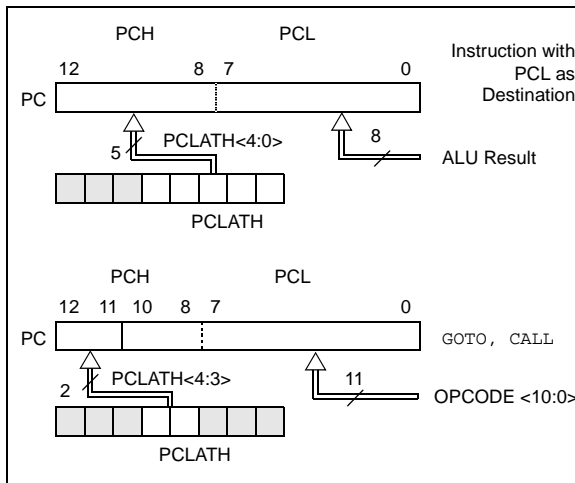 PCH PCL
12 8 7 0
Instruction with
PCL as
Destination
PC
5 PCLATH<4:0>
8
ALU Result
PCLATH
PCH PCL
12 11 10 8 7 0
PC
GOTO, CALL
2 PCLATH<4:3>
11
OPCODE <10:0>
PCLATH